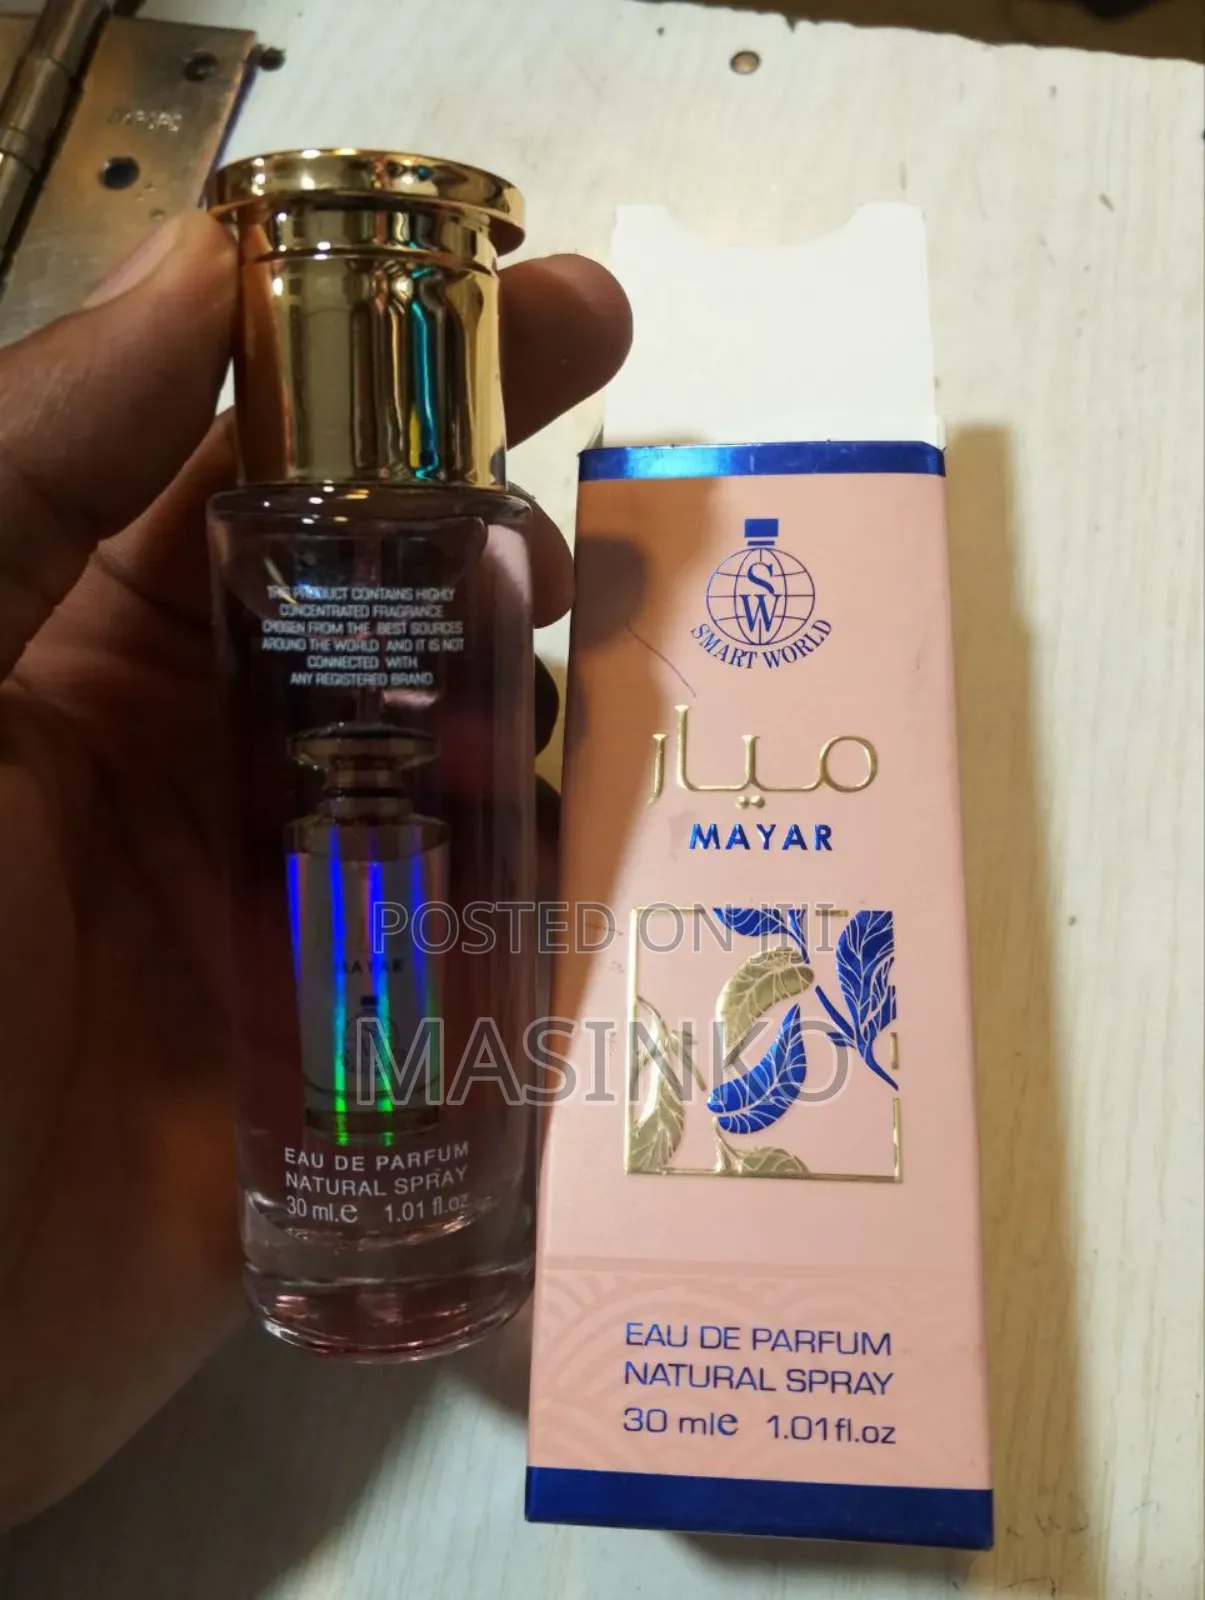 THIS PRODUCT CONTAINS HIGHLY
CONCENTRATED FRAGRANCE
CHOSEN FROM THE BEST SOURCES
AROUND THE WORLD AND IT IS NOT
CONNECTED WITH
ANY REGISTERED BRAND
MAYAR
EAU DE PARFUM
NATURAL SPRAY
30 ml.e 1.01 fl.oz
SW
SMART WORLD
ميار
MAYAR
EAU DE PARFUM
NATURAL SPRAY
30 mle 1.01fl.oz
POSTED ON JIJI
MASINKO